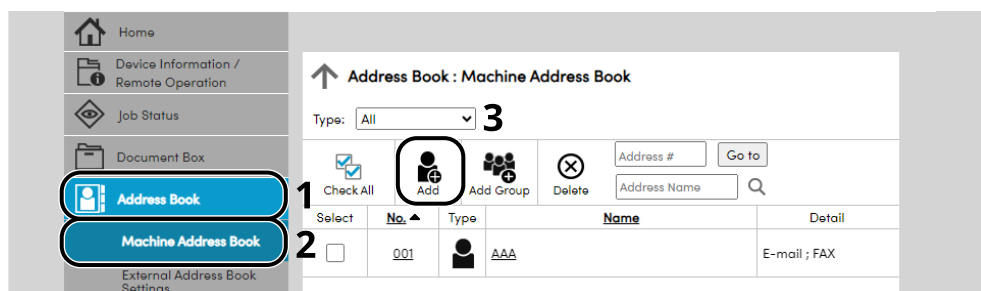 Home
Device Information /
Remote Operation
Job Status
Document Box
Address Book
1
Machine Address Book
2
External Address Book
Settings
Address Book : Machine Address Book
Type: All
3
Check All Add Add Group Delete Address # Go to
Address Name
Select No. ▲ Type Name Detail
001 AAA E-mail ; FAX